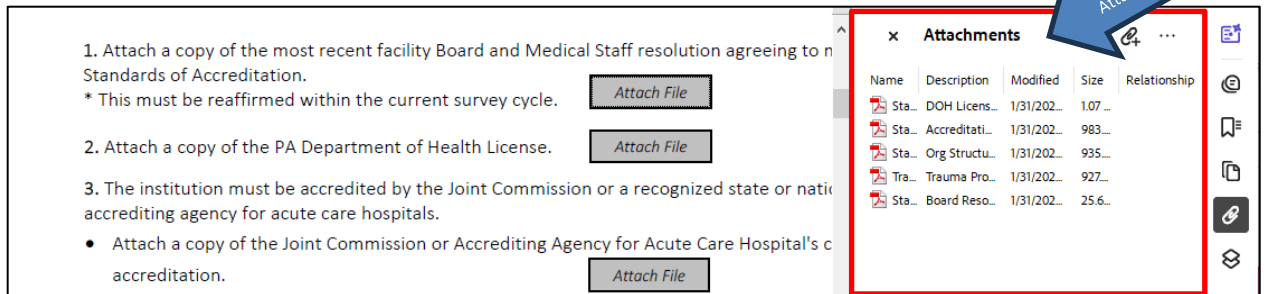 1. Attach a copy of the most recent facility Board and Medical Staff resolution agreeing to
Standards of Accreditation.
* This must be reaffirmed within the current survey cycle.
Attach File
2. Attach a copy of the PA Department of Health License.
Attach File
3. The institution must be accredited by the Joint Commission or a recognized state or
accrediting agency for acute care hospitals.
• Attach a copy of the Joint Commission or Accrediting Agency for Acute Care Hospital's
accreditation.
Attach File
× Attachments ...
Name Description Modified Size Relationship
Sta... DOH Licens... 1/31/202... 1.07 ...
Sta... Accreditati... 1/31/202... 983....
Sta... Org Structu... 1/31/202... 935....
Tra... Trauma Pro... 1/31/202... 927...
Sta... Board Reso... 1/31/202... 25.6...